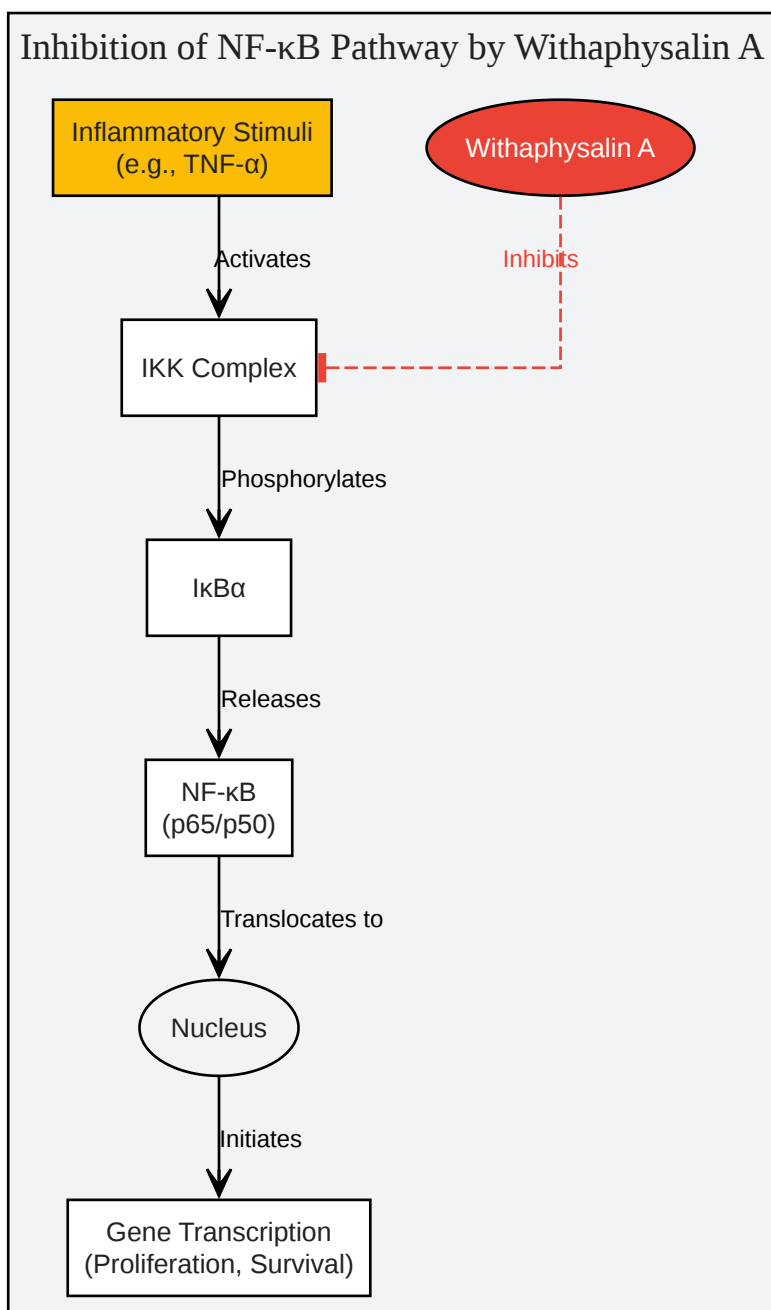 Inhibition of NF-κB Pathway by Withaphysalin A
Inflammatory Stimuli
(e.g., TNF-α)
Withaphysalin A
Activates
Inhibits
IKK Complex
Phosphorylates
IκBα
Releases
NF-κB
(p65/p50)
Translocates to
Nucleus
Initiates
Gene Transcription
(Proliferation, Survival)